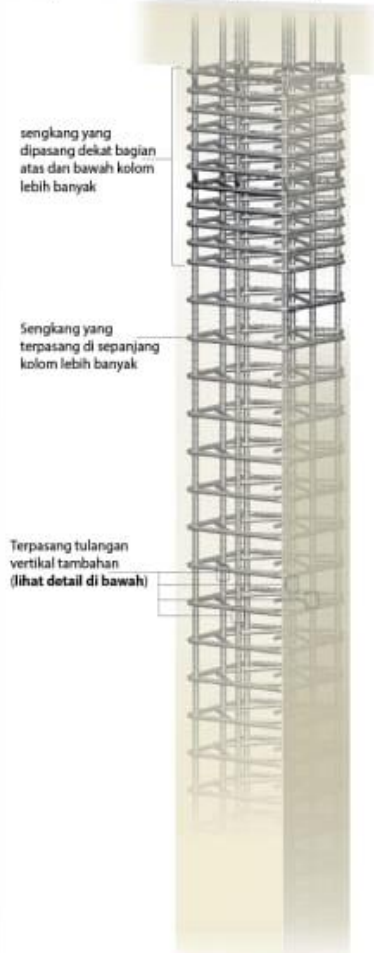 sengkang yang
dipasang dekat bagian
atas dan bawah kolom
lebih banyak
Sengkang yang
terpasang di sepanjang
kolom lebih banyak
Terpasang tulangan
vertikal tambahan
(lihat detail di bawah)